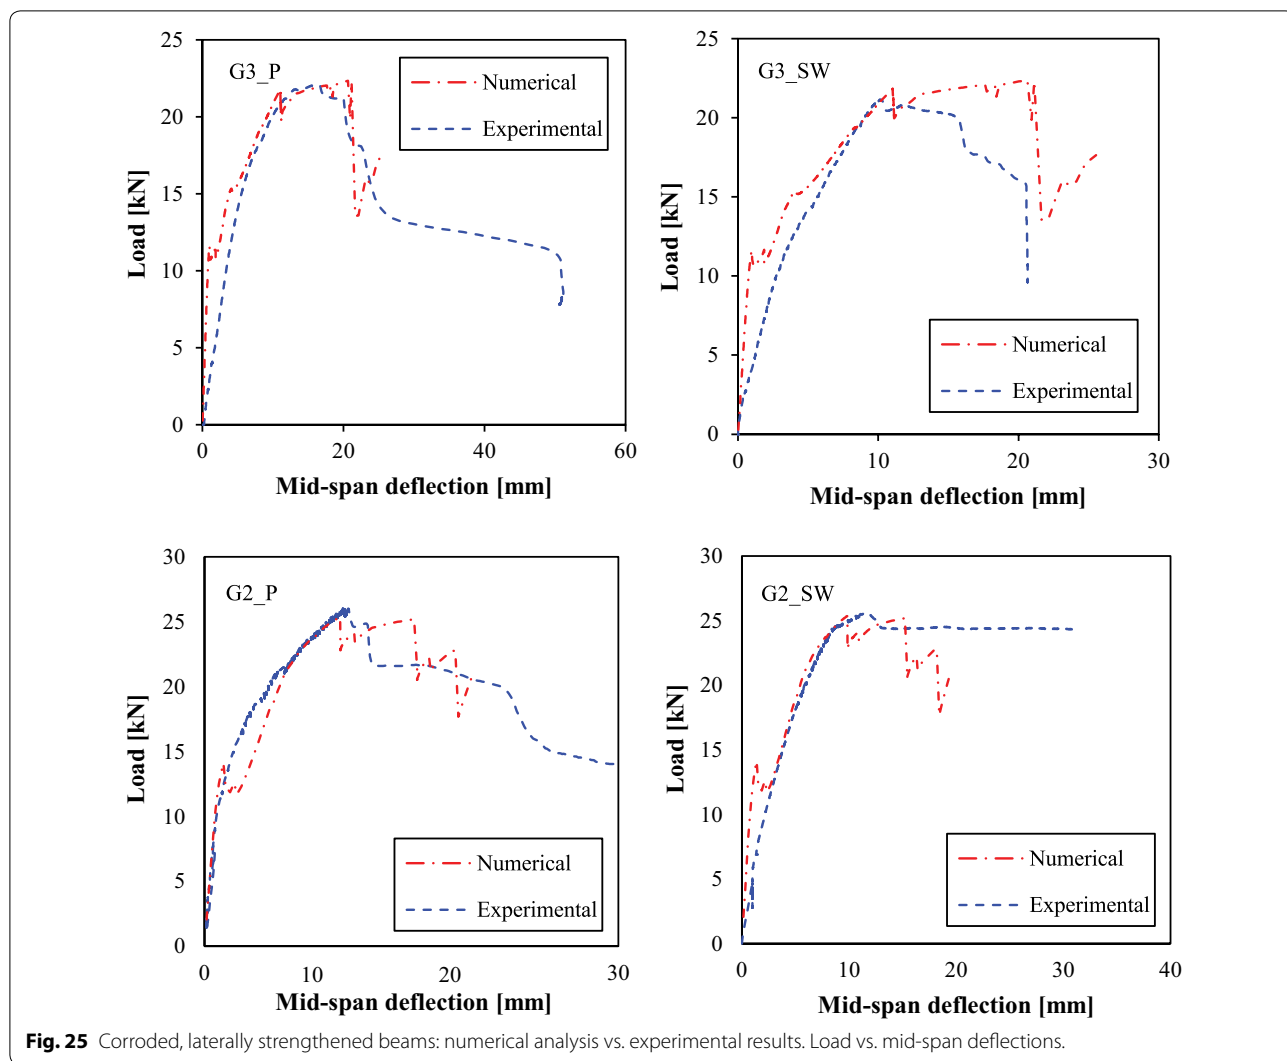 G3_P
Numerical
Experimental
Load [kN]
25
20
15
10
5
0
0 20 40 60
Mid-span deflection [mm]
G3_SW
Numerical
Experimental
Load [kN]
25
20
15
10
5
0
0 10 20 30
Mid-span deflection [mm]
G2_P
Numerical
Experimental
Load [kN]
30
25
20
15
10
5
0
0 10 20 30
Mid-span deflection [mm]
G2_SW
Numerical
Experimental
Load [kN]
30
25
20
15
10
5
0
0 10 20 30 40
Mid-span deflection [mm]
Fig. 25 Corroded, laterally strengthened beams: numerical analysis vs. experimental results. Load vs. mid-span deflections.